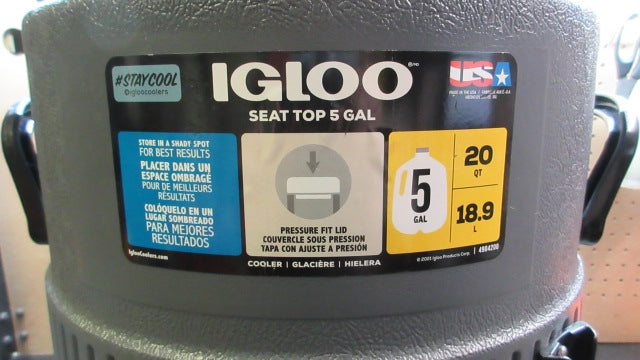 #STAYCOOL
@igloocoolers
IGLOO
SEAT TOP 5 GAL
USA
STORE IN A SHADY SPOT
FOR BEST RESULTS
PLACER DANS UN
ESPACE OMBRAGÉ
POUR DE MEILLEURS
RÉSULTATS
COLÓQUELO EN UN
LUGAR SOMBREADO
PARA MEJORES
RESULTADOS
IglooCoolers.com
PRESSURE FIT LID
COUVERCLE SOUS PRESSION
TAPA CON AJUSTE A PRESIÓN
COOLER | GLACIÈRE | HIELERA
5
GAL
20
QT
18.9
L
© 2021 Igloo Products Corp. | 4984200